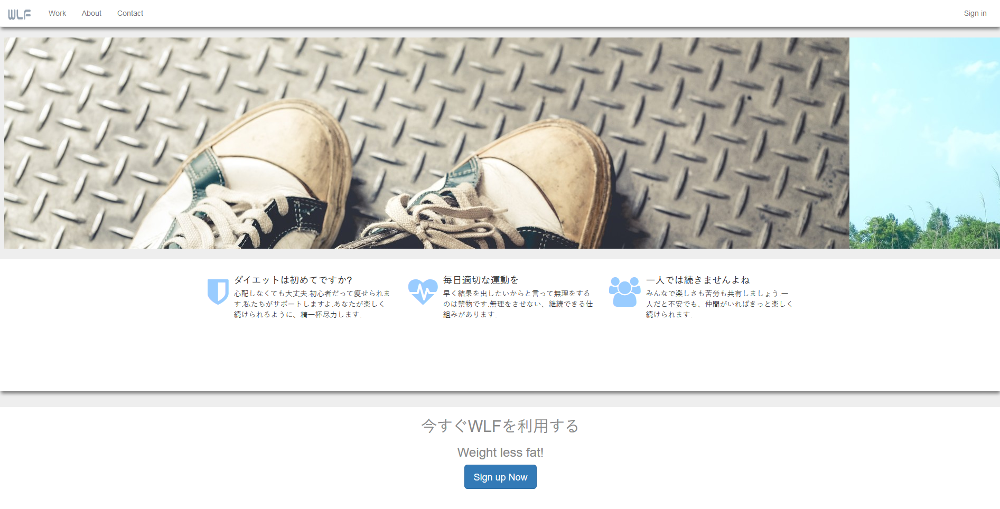 WLF
Work
About
Contact
Sign in
ダイエットは初めてですか?
心配しなくても大丈夫.初心者だって痩せられま
す.私たちがサポートしますよ.あなたが楽しく
続けられるように、精一杯尽力します.
毎日適切な運動を
早く結果を出したいからと言って無理をする
のは禁物です.無理をさせない、継続できる仕
組みがあります.
一人では続きませんよね
みんなで楽しさも苦労も共有しましょう.一
人だと不安でも、仲間がいればきっと楽しく
続けられます.
今すぐWLFを利用する
Weight less fat!
Sign up Now